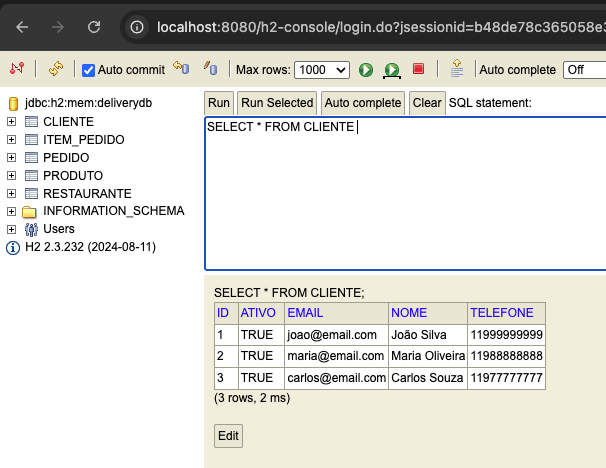 localhost:8080/h2-console/login.do?jsessionid=b48de78c365058e3
Auto commit Max rows: 1000 Auto complete Off
jdbc:h2:mem:deliverydb
CLIENTE
ITEM_PEDIDO
PEDIDO
PRODUTO
RESTAURANTE
INFORMATION_SCHEMA
Users
H2 2.3.232 (2024-08-11)
Run Run Selected Auto complete Clear SQL statement:
SELECT * FROM CLIENTE
SELECT * FROM CLIENTE;
ID ATIVO EMAIL NOME TELEFONE
1 TRUE joao@email.com João Silva 11999999999
2 TRUE maria@email.com Maria Oliveira 11988888888
3 TRUE carlos@email.com Carlos Souza 11977777777
(3 rows, 2 ms)
Edit